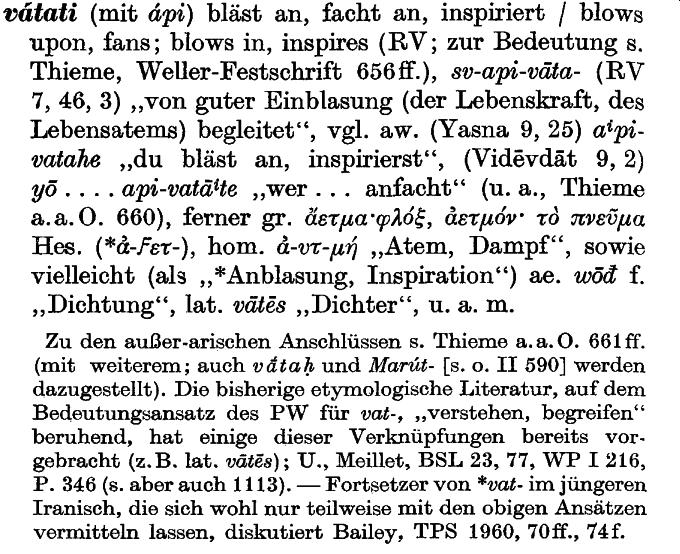 vátati (mit ápi) bläst an, facht an, inspiriert / blows
upon, fans; blows in, inspires (RV; zur Bedeutung s.
Thieme, Weller-Festschrift 656ff.), sv-api-vāta- (RV
7, 46, 3) „von guter Einblasung (der Lebenskraft, des
Lebensatems) begleitet“, vgl. aw. (Yasna 9, 25) aⁱpi-
vatahe „du bläst an, inspirierst“, (Vidēvdāt 9, 2)
yō . . . . api-vatāⁱte „wer . . . anfacht“ (u. a., Thieme
a.a.O. 660), ferner gr. ἄετμα·φλόξ, ἀετμόν· τὸ πνεῦμα
Hes. (*ἀ-ϝετ-), hom. ἀ-υτ-μή „Atem, Dampf“, sowie
vielleicht (als „*Anblasung, Inspiration“) ae. wōđ f.
„Dichtung“, lat. vātēs „Dichter“, u. a. m.
Zu den außer-arischen Anschlüssen s. Thieme a.a.O. 661ff.
(mit weiterem; auch vā́taḥ und Marút- [s. o. II 590] werden
dazugestellt). Die bisherige etymologische Literatur, auf dem
Bedeutungsansatz des PW für vat-, „verstehen, begreifen“
beruhend, hat einige dieser Verknüpfungen bereits vor-
gebracht (z.B. lat. vātēs); U., Meillet, BSL 23, 77, WP I 216,
P. 346 (s. aber auch 1113). — Fortsetzer von *vat- im jüngeren
Iranisch, die sich wohl nur teilweise mit den obigen Ansätzen
vermitteln lassen, diskutiert Bailey, TPS 1960, 70ff., 74f.